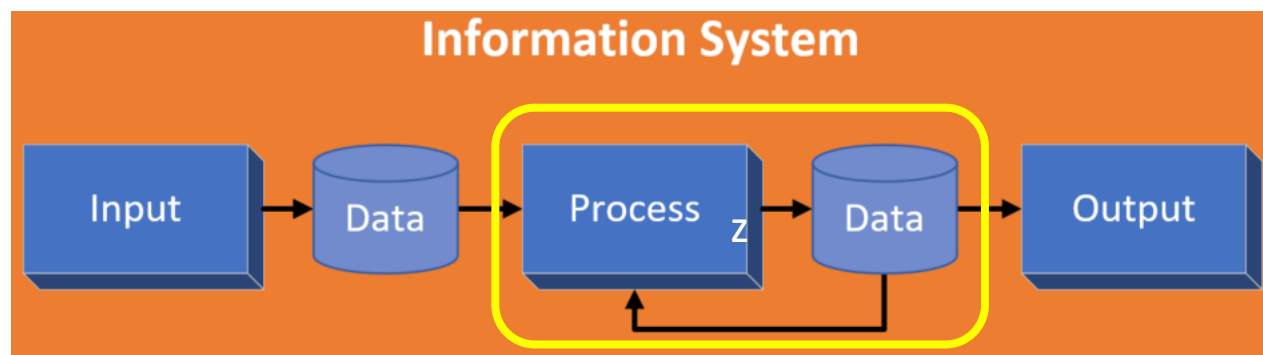 Information System
Input
Data
Process
z
Data
Output